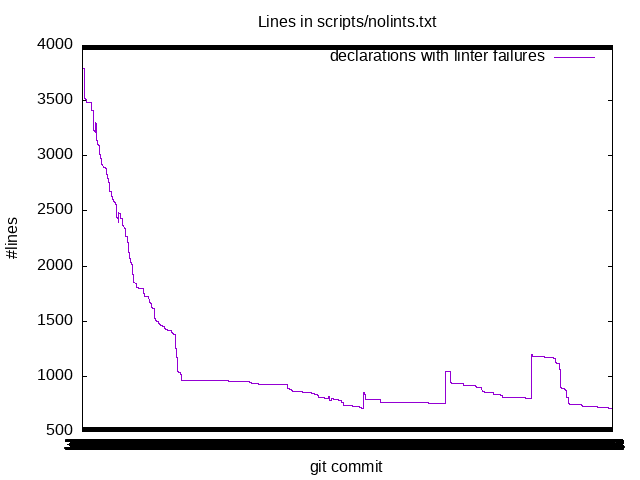 Lines in scripts/nolints.txt
4000
declarations with linter failures
3500
3000
2500
#lines
2000
1500
1000
500
git commit